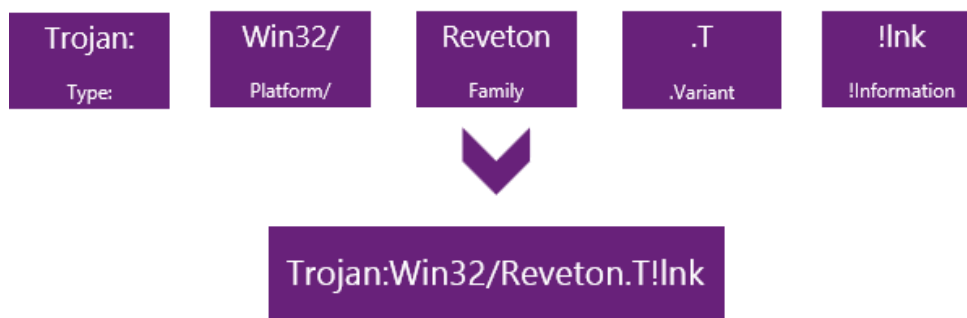 Trojan:
Type:
Win32/
Platform/
Reveton
Family
.T
.Variant
!lnk
!Information
Trojan:Win32/Reveton.T!lnk